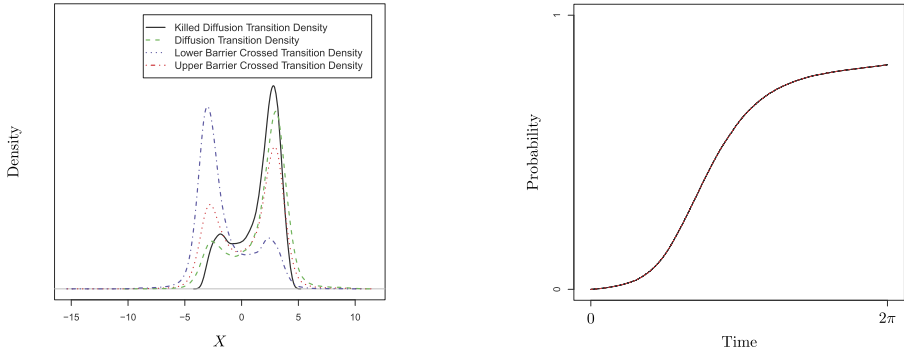 Killed Diffusion Transition Density
Diffusion Transition Density
Lower Barrier Crossed Transition Density
Upper Barrier Crossed Transition Density
Density
−15 −10 −5 0 5 10
X
1
0
Probability
0 2π
Time